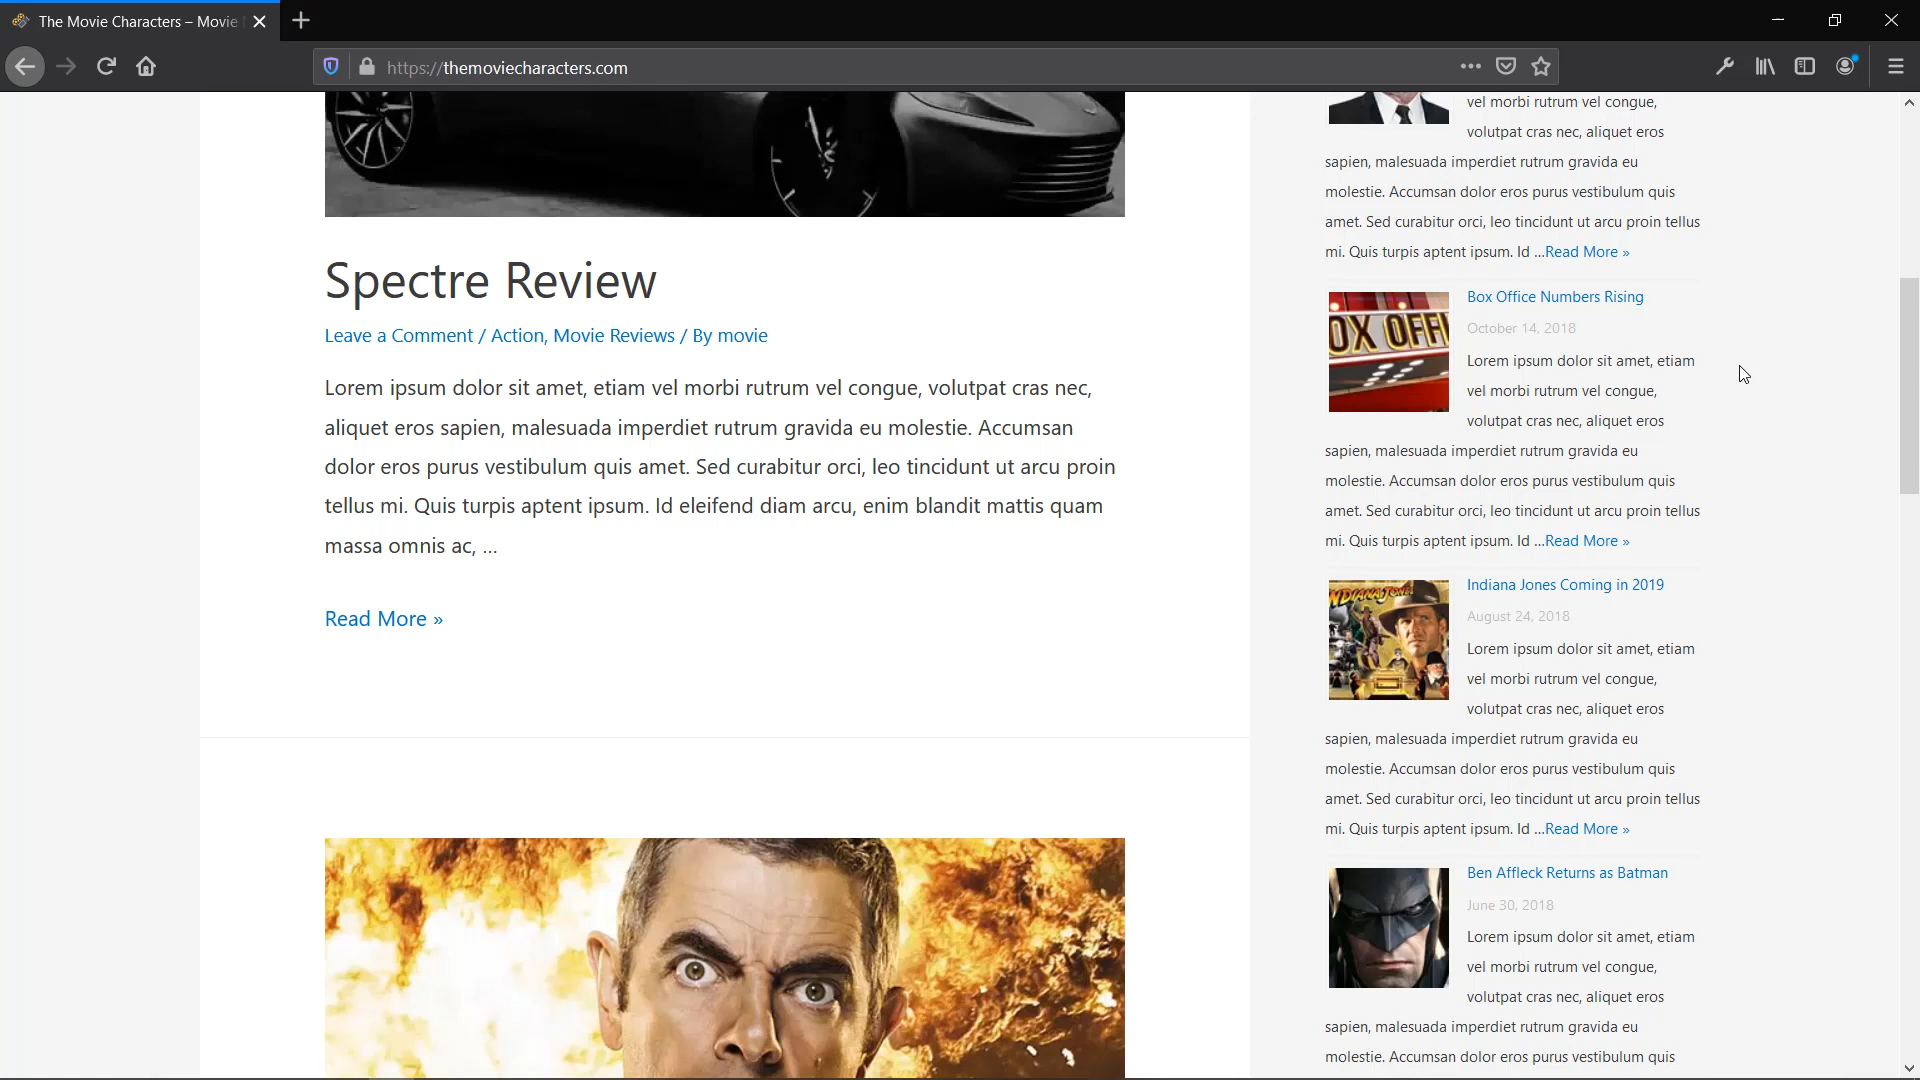 The Movie Characters – Movie
https://themoviecharacters.com
Spectre Review
Leave a Comment / Action, Movie Reviews / By movie
Lorem ipsum dolor sit amet, etiam vel morbi rutrum vel congue, volutpat cras nec,
aliquet eros sapien, malesuada imperdiet rutrum gravida eu molestie. Accumsan
dolor eros purus vestibulum quis amet. Sed curabitur orci, leo tincidunt ut arcu proin
tellus mi. Quis turpis aptent ipsum. Id eleifend diam arcu, enim blandit mattis quam
massa omnis ac, ...
Read More »
vel morbi rutrum vel congue,
volutpat cras nec, aliquet eros
sapien, malesuada imperdiet rutrum gravida eu
molestie. Accumsan dolor eros purus vestibulum quis
amet. Sed curabitur orci, leo tincidunt ut arcu proin tellus
mi. Quis turpis aptent ipsum. Id ...Read More »
OX OFFI
Box Office Numbers Rising
October 14, 2018
Lorem ipsum dolor sit amet, etiam
vel morbi rutrum vel congue,
volutpat cras nec, aliquet eros
sapien, malesuada imperdiet rutrum gravida eu
molestie. Accumsan dolor eros purus vestibulum quis
amet. Sed curabitur orci, leo tincidunt ut arcu proin tellus
mi. Quis turpis aptent ipsum. Id ...Read More »
INDIANA JONES
Indiana Jones Coming in 2019
August 24, 2018
Lorem ipsum dolor sit amet, etiam
vel morbi rutrum vel congue,
volutpat cras nec, aliquet eros
sapien, malesuada imperdiet rutrum gravida eu
molestie. Accumsan dolor eros purus vestibulum quis
amet. Sed curabitur orci, leo tincidunt ut arcu proin tellus
mi. Quis turpis aptent ipsum. Id ...Read More »
Ben Affleck Returns as Batman
June 30, 2018
Lorem ipsum dolor sit amet, etiam
vel morbi rutrum vel congue,
volutpat cras nec, aliquet eros
sapien, malesuada imperdiet rutrum gravida eu
molestie. Accumsan dolor eros purus vestibulum quis